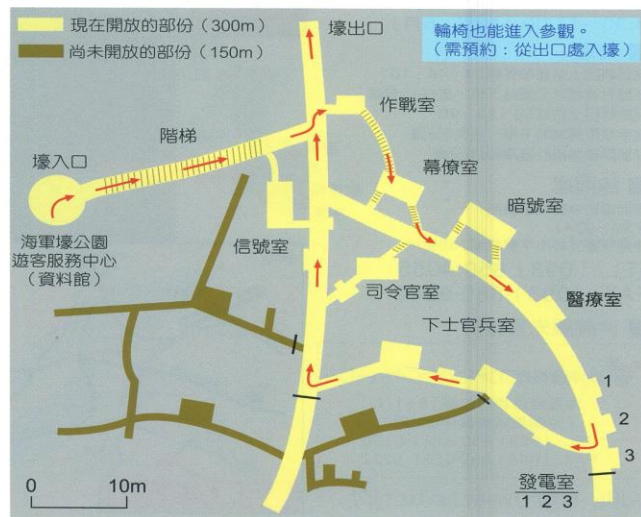 現在開放的部份（300m）
尚未開放的部份（150m）
壕出口
輪椅也能進入參觀。
（需預約：從出口處入壕）
作戰室
階梯
幕僚室
壕入口
暗號室
海軍壕公園
遊客服務中心
（資料館）
信號室
司令官室
醫療室
下士官兵室
1
2
3
發電室
1 2 3
0 10m